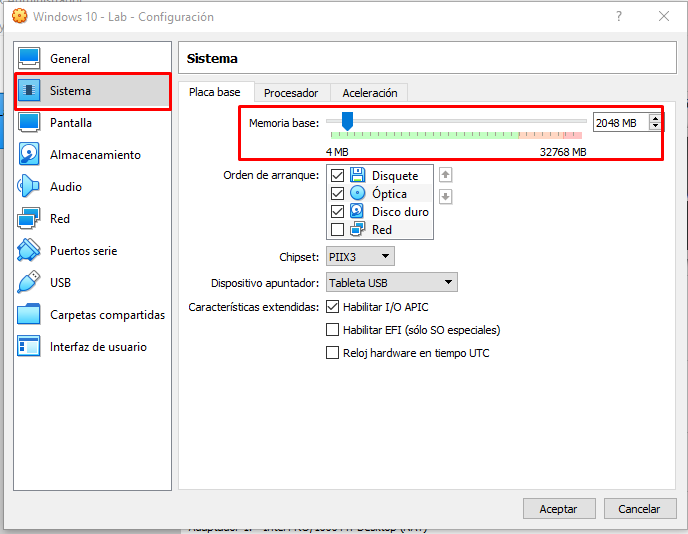 Windows 10 - Lab - Configuración
?
General
Sistema
Pantalla
Almacenamiento
Audio
Red
Puertos serie
USB
Carpetas compartidas
Interfaz de usuario
Sistema
Placa base Procesador Aceleración
Memoria base: 2048 MB
4 MB 32768 MB
Orden de arranque: Disquete
Óptica
Disco duro
Red
Chipset: PIIX3
Dispositivo apuntador: Tableta USB
Características extendidas: Habilitar I/O APIC
Habilitar EFI (sólo SO especiales)
Reloj hardware en tiempo UTC
Aceptar Cancelar